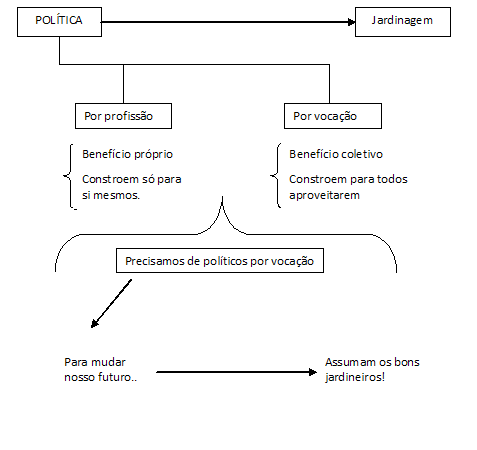 POLÍTICA
Jardinagem
Por profissão
Por vocação
Benefício próprio
Constroem só para
si mesmos.
Benefício coletivo
Constroem para todos
aproveitarem
Precisamos de políticos por vocação
Para mudar
nosso futuro..
Assumam os bons
jardineiros!